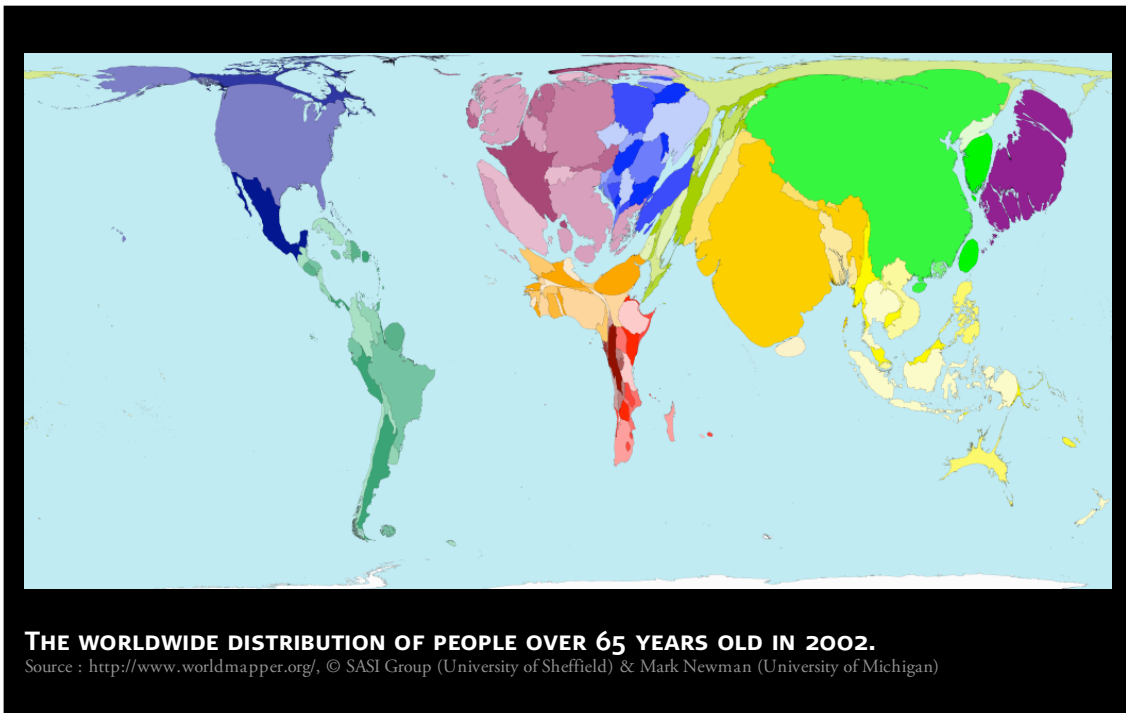 The worldwide distribution of people over 65 years old in 2002.
Source : http://www.worldmapper.org/, © SASI Group (University of Sheffield) & Mark Newman (University of Michigan)